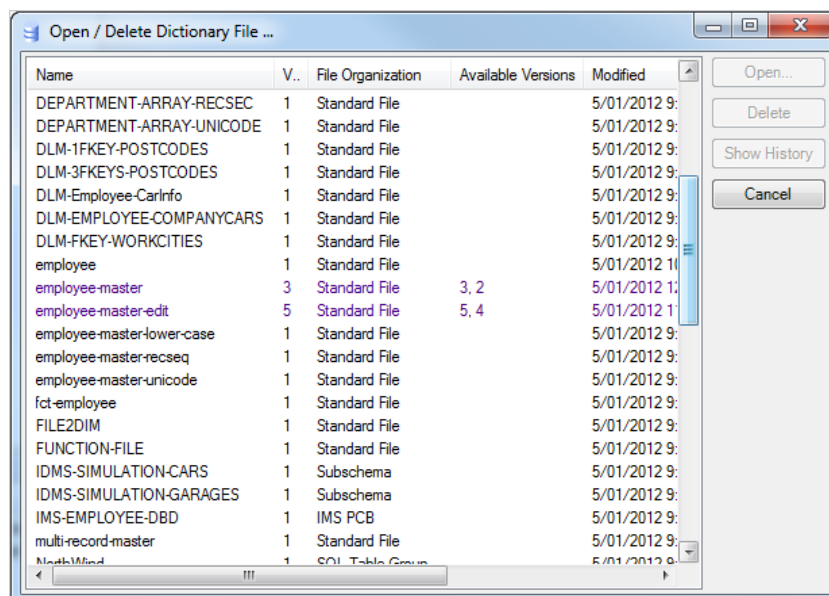 Open / Delete Dictionary File ...
Name V.. File Organization Available Versions Modified
DEPARTMENT-ARRAY-RECSEC 1 Standard File 5/01/2012 9:
DEPARTMENT-ARRAY-UNICODE 1 Standard File 5/01/2012 9:
DLM-1FKEY-POSTCODES 1 Standard File 5/01/2012 9:
DLM-3FKEYS-POSTCODES 1 Standard File 5/01/2012 9:
DLM-Employee-CarInfo 1 Standard File 5/01/2012 9:
DLM-EMPLOYEE-COMPANYCARS 1 Standard File 5/01/2012 9:
DLM-FKEY-WORKCITIES 1 Standard File 5/01/2012 9:
employee 1 Standard File 5/01/2012 10
employee-master 3 Standard File 3, 2 5/01/2012 12
employee-master-edit 5 Standard File 5, 4 5/01/2012 11
employee-master-lower-case 1 Standard File 5/01/2012 9:
employee-master-recseq 1 Standard File 5/01/2012 9:
employee-master-unicode 1 Standard File 5/01/2012 9:
fct-employee 1 Standard File 5/01/2012 9:
FILE2DIM 1 Standard File 5/01/2012 9:
FUNCTION-FILE 1 Standard File 5/01/2012 9:
IDMS-SIMULATION-CARS 1 Subschema 5/01/2012 9:
IDMS-SIMULATION-GARAGES 1 Subschema 5/01/2012 9:
IMS-EMPLOYEE-DBD 1 IMS PCB 5/01/2012 9:
multi-record-master 1 Standard File 5/01/2012 9:
NorthWind 1 SQL Table Group 5/01/2012 9:
Open...
Delete
Show History
Cancel